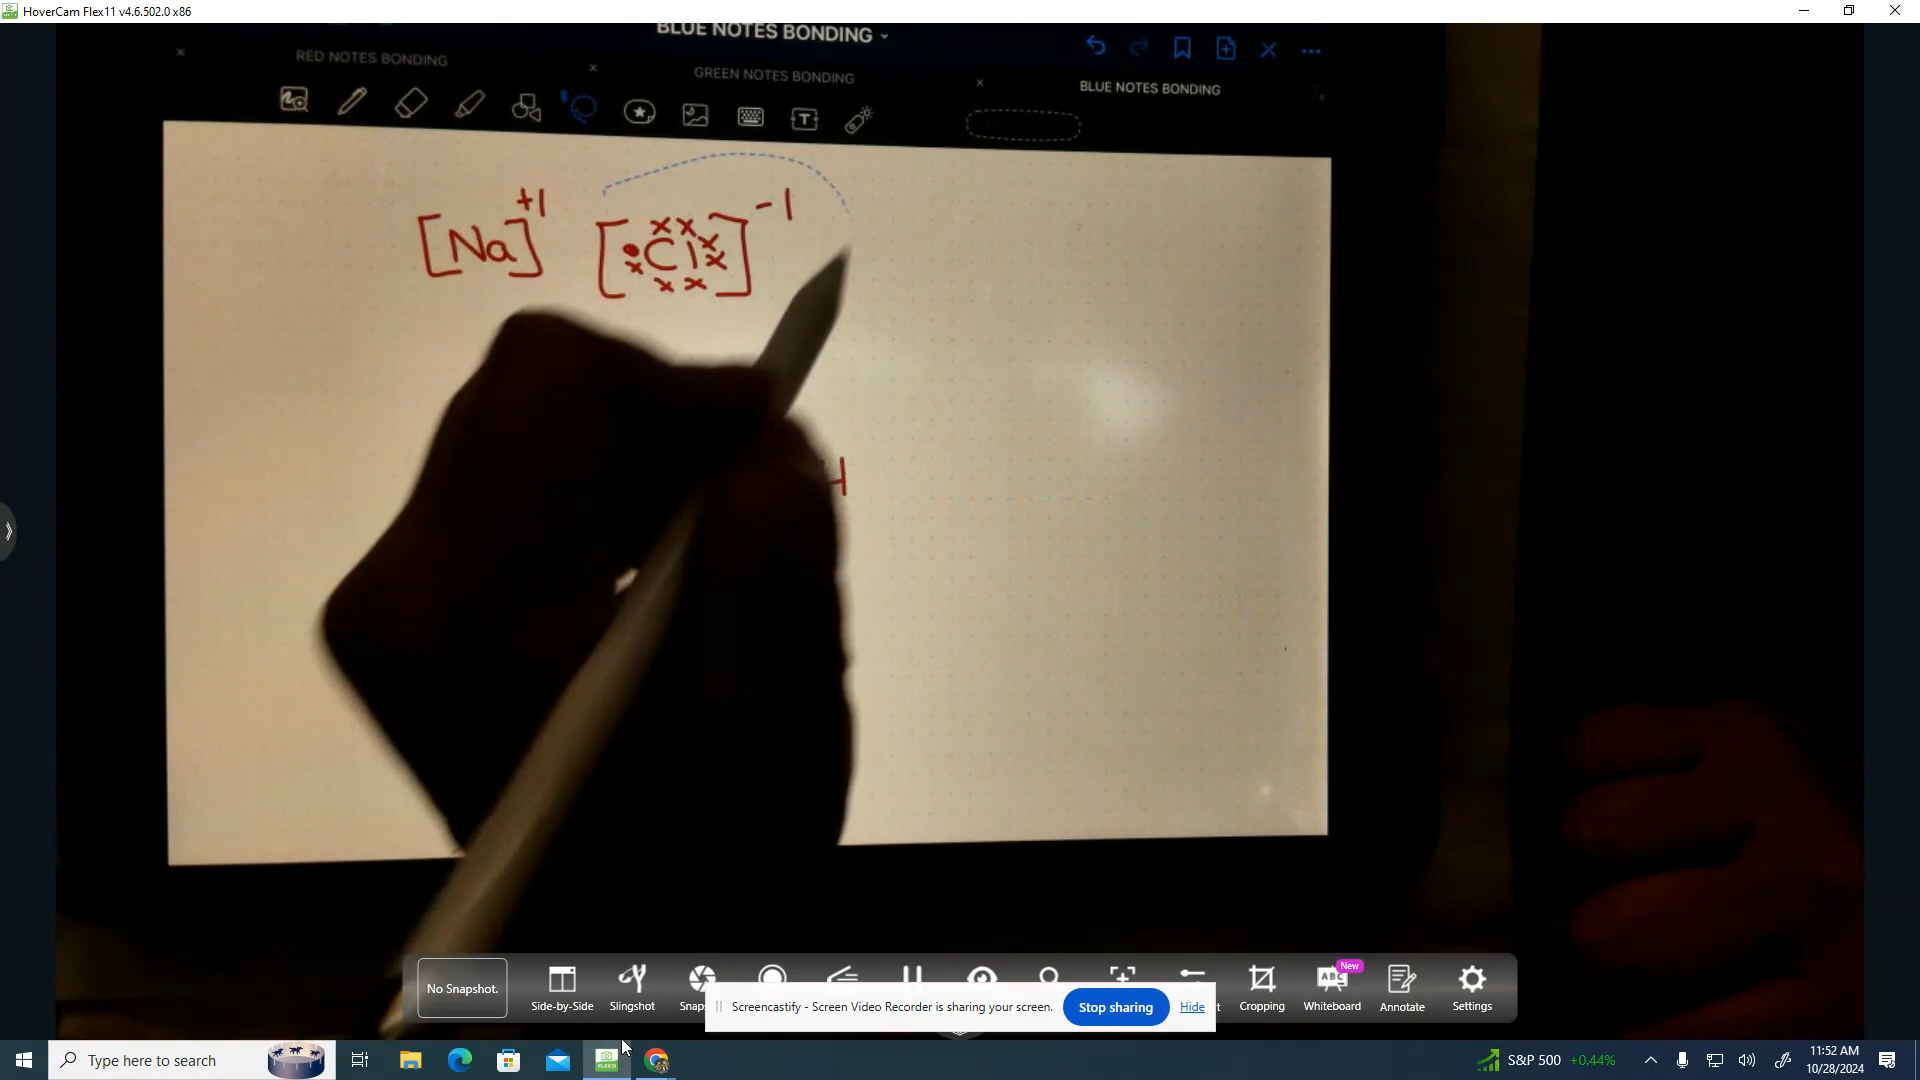 HoverCam Flex11 v4.6.502.0 x86
BLUE NOTES BONDING
RED NOTES BONDING
GREEN NOTES BONDING
BLUE NOTES BONDING
[Na]+1 [Cl]-1
No Snapshot.
Side-by-Side
Slingshot
Cropping
New
ABC
Whiteboard
Annotate
Settings
Screencastify - Screen Video Recorder is sharing your screen.
Stop sharing
Hide
Type here to search
FLEX11
S&P 500 +0.44%
11:52 AM
10/28/2024